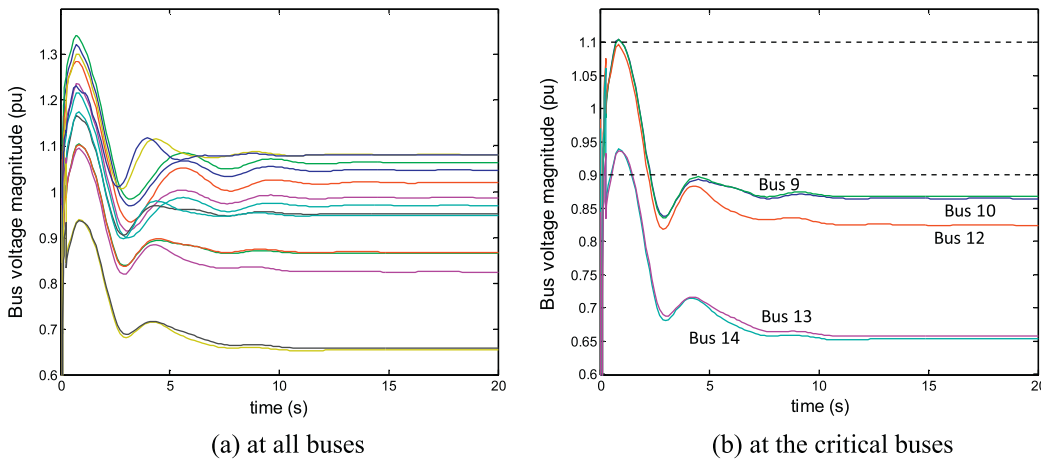 Bus voltage magnitude (pu)
1.3
1.2
1.1
1
0.9
0.8
0.7
0.6
0
5
10
15
20
time (s)
(a) at all buses
Bus voltage magnitude (pu)
1.1
1.05
1
0.95
0.90
0.85
0.8
0.75
0.7
0.65
0.6
0
5
10
15
20
Bus 9
Bus 10
Bus 12
Bus 13
Bus 14
time (s)
(b) at the critical buses